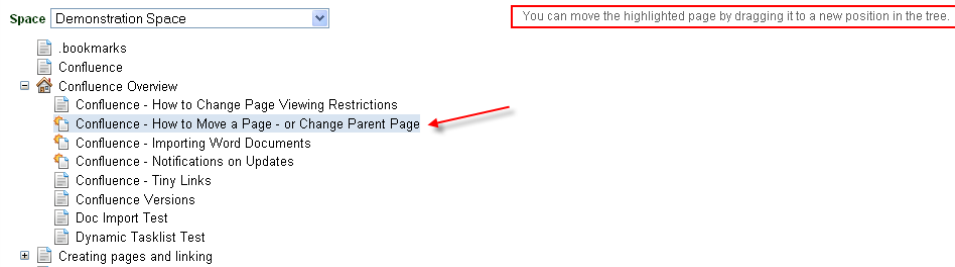 Space Demonstration Space
You can move the highlighted page by dragging it to a new position in the tree.
.bookmarks
Confluence
Confluence Overview
Confluence - How to Change Page Viewing Restrictions
Confluence - How to Move a Page - or Change Parent Page
Confluence - Importing Word Documents
Confluence - Notifications on Updates
Confluence - Tiny Links
Confluence Versions
Doc Import Test
Dynamic Tasklist Test
Creating pages and linking